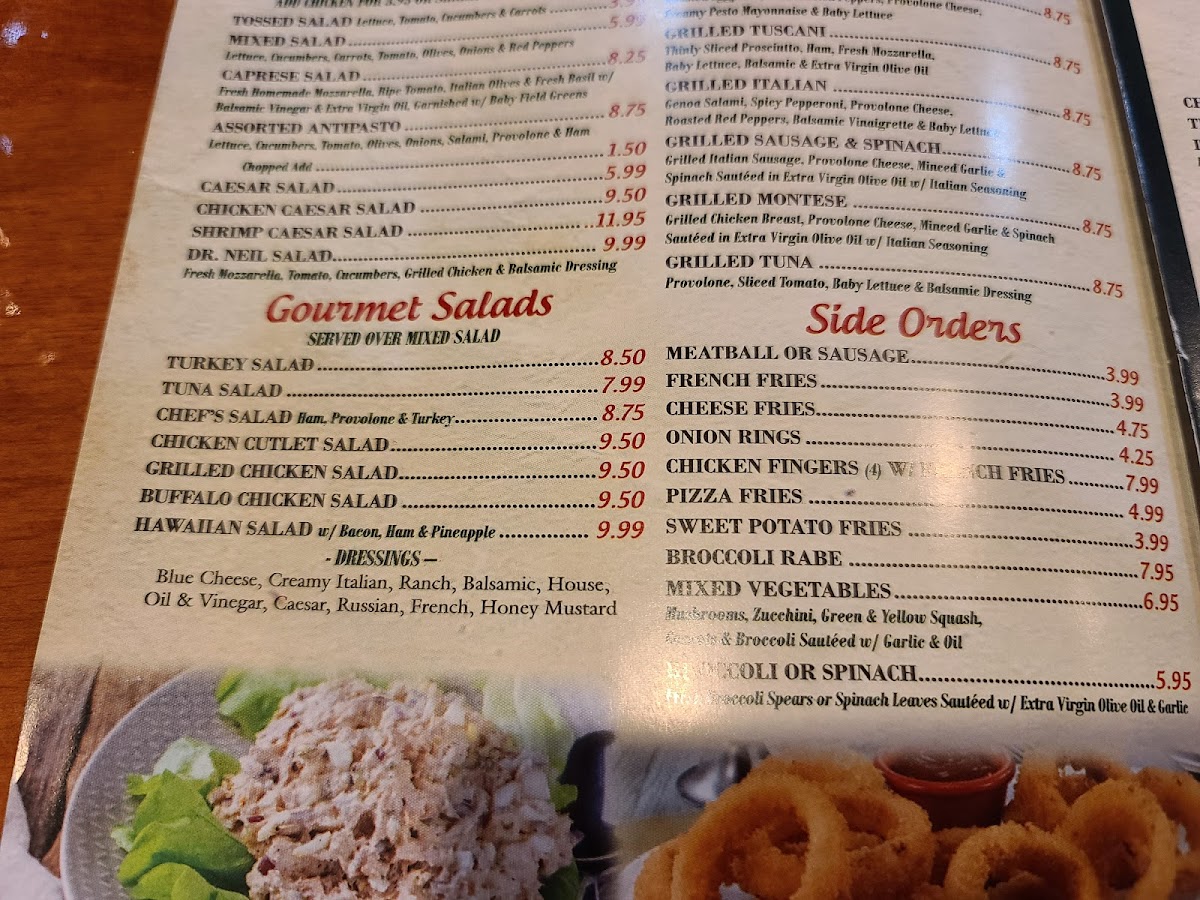 ADD CHICKEN FOR 3.95 OR
TOSSED SALAD Lettuce, Tomato, Cucumbers & Carrots 5.99
MIXED SALAD
Lettuce, Cucumbers, Carrots, Tomato, Olives, Onions & Red Peppers 8.25
CAPRESE SALAD
Fresh Homemade Mozzarella, Ripe Tomato, Italian Olives & Fresh Basil w/
Balsamic Vinegar & Extra Virgin Oil, Garnished w/ Baby Field Greens 8.75
ASSORTED ANTIPASTO
Lettuce, Cucumbers, Tomato, Olives, Onions, Salami, Provolone & Ham
Chopped Add 1.50
CAESAR SALAD 5.99
CHICKEN CAESAR SALAD 9.50
SHRIMP CAESAR SALAD 11.95
DR. NEIL SALAD 9.99
Fresh Mozzarella, Tomato, Cucumbers, Grilled Chicken & Balsamic Dressing
Gourmet Salads
SERVED OVER MIXED SALAD
TURKEY SALAD 8.50
TUNA SALAD 7.99
CHEF'S SALAD Ham, Provolone & Turkey 8.75
CHICKEN CUTLET SALAD 9.50
GRILLED CHICKEN SALAD 9.50
BUFFALO CHICKEN SALAD 9.50
HAWAIIAN SALAD w/ Bacon, Ham & Pineapple 9.99
- DRESSINGS –
Blue Cheese, Creamy Italian, Ranch, Balsamic, House,
Oil & Vinegar, Caesar, Russian, French, Honey Mustard
Peppers, Provolone Cheese,
Creamy Pesto Mayonnaise & Baby Lettuce 8.75
GRILLED TUSCANI
Thinly Sliced Prosciutto, Ham, Fresh Mozzarella,
Baby Lettuce, Balsamic & Extra Virgin Olive Oil 8.75
GRILLED ITALIAN
Genoa Salami, Spicy Pepperoni, Provolone Cheese,
Roasted Red Peppers, Balsamic Vinaigrette & Baby Lettuce 8.75
GRILLED SAUSAGE & SPINACH
Grilled Italian Sausage, Provolone Cheese, Minced Garlic & 8.75
Spinach Sautéed in Extra Virgin Olive Oil w/ Italian Seasoning
GRILLED MONTESE
Grilled Chicken Breast, Provolone Cheese, Minced Garlic & Spinach 8.75
Sautéed in Extra Virgin Olive Oil w/ Italian Seasoning
GRILLED TUNA
Provolone, Sliced Tomato, Baby Lettuce & Balsamic Dressing 8.75
Side Orders
MEATBALL OR SAUSAGE 3.99
FRENCH FRIES 3.99
CHEESE FRIES 4.75
ONION RINGS 4.25
CHICKEN FINGERS (4) W/ FRENCH FRIES 7.99
PIZZA FRIES 4.99
SWEET POTATO FRIES 3.99
BROCCOLI RABE 7.95
MIXED VEGETABLES 6.95
Mushrooms, Zucchini, Green & Yellow Squash,
Carrots & Broccoli Sautéed w/ Garlic & Oil
BROCCOLI OR SPINACH 5.95
Broccoli Spears or Spinach Leaves Sautéed w/ Extra Virgin Olive Oil & Garlic